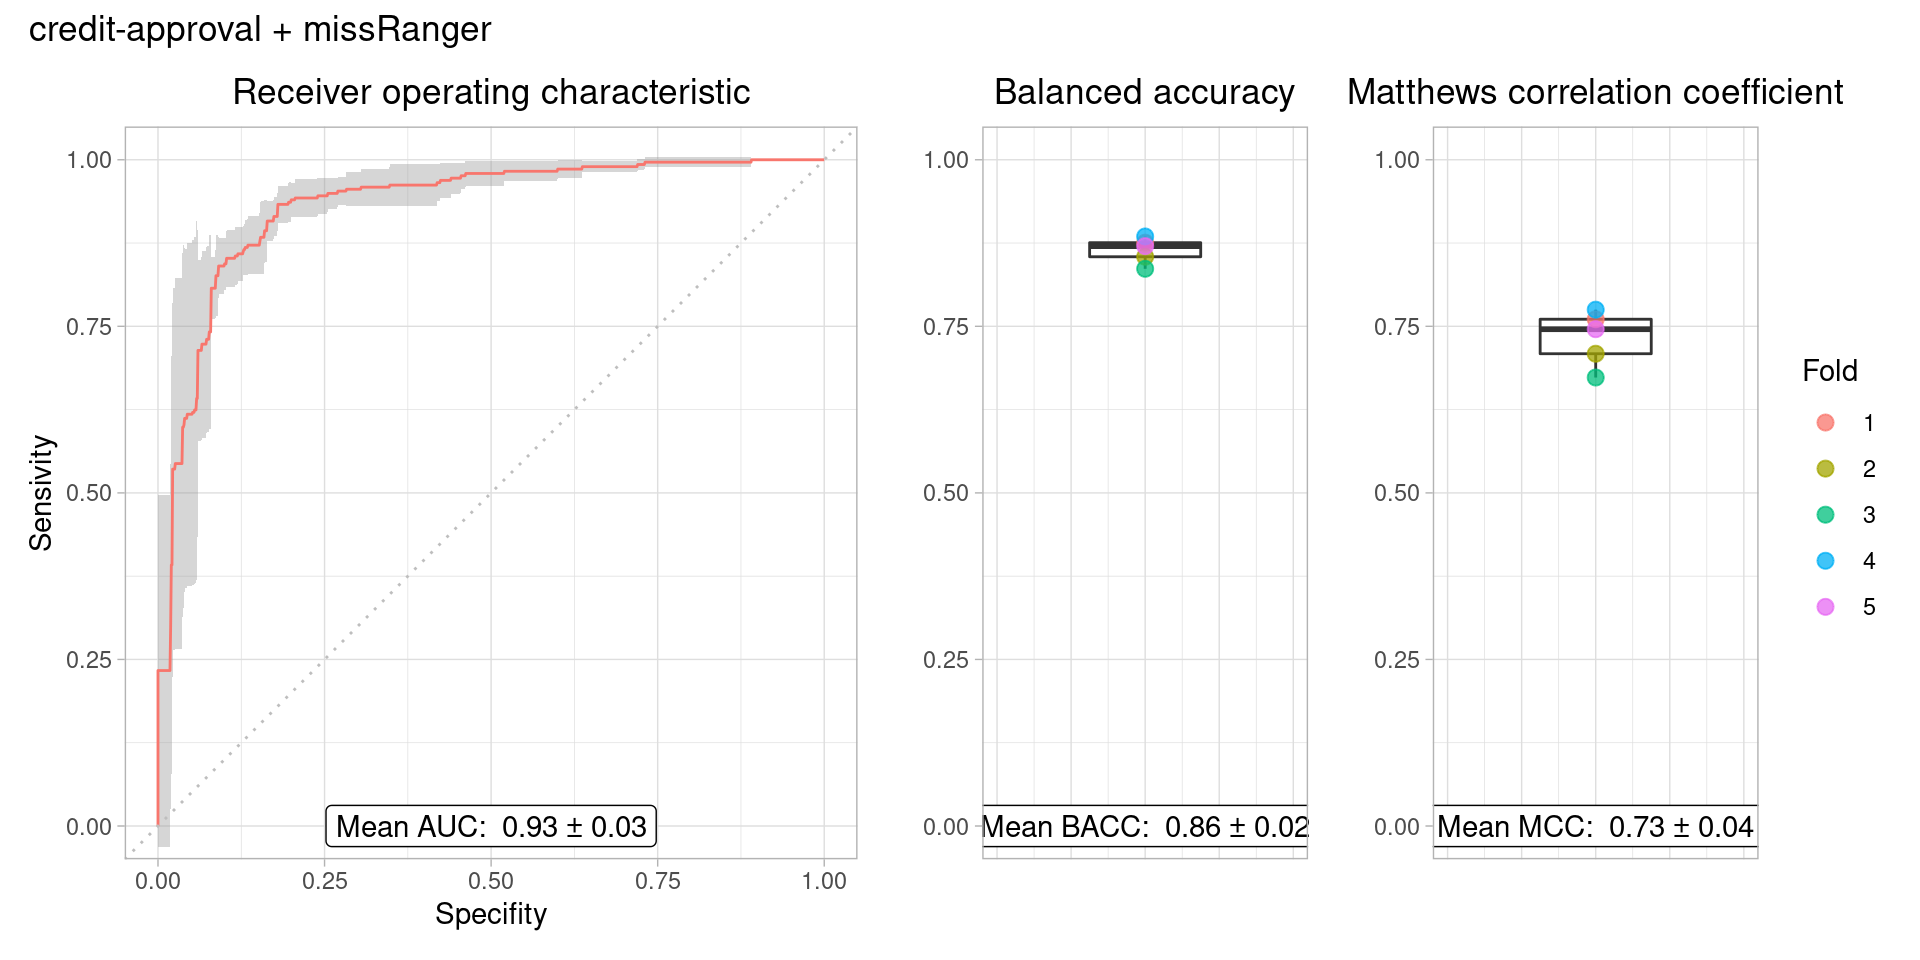 credit-approval + missRanger
Receiver operating characteristic
Balanced accuracy
Matthews correlation coefficient
1.00
0.75
0.50
0.25
0.00
Sensivity
0.00
0.25
0.50
0.75
1.00
Specifity
Mean AUC: 0.93 ± 0.03
1.00
0.75
0.50
0.25
0.00
Mean BACC: 0.86 ± 0.02
1.00
0.75
0.50
0.25
0.00
Mean MCC: 0.73 ± 0.04
Fold
1
2
3
4
5